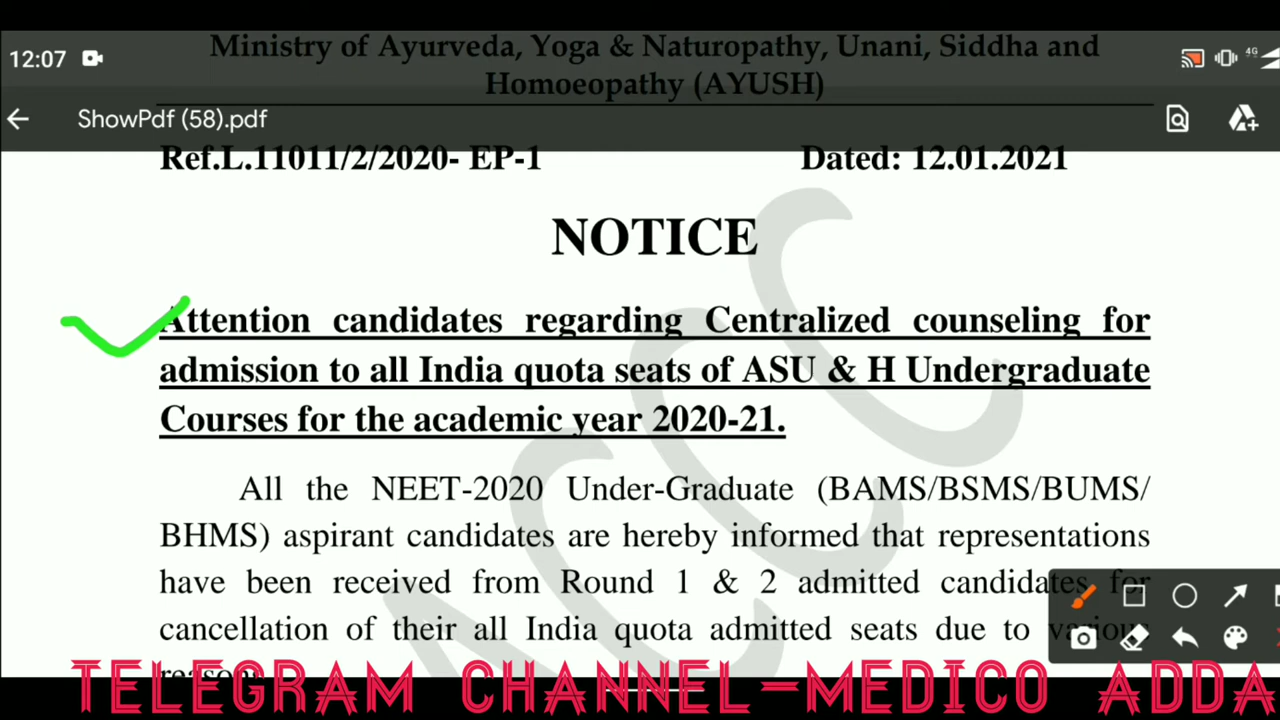 Ministry of Ayurveda, Yoga & Naturopathy, Unani, Siddha and
Homoeopathy (AYUSH)
12:07
4G
ShowPdf (58).pdf
Ref.L.11011/2/2020- EP-1 Dated: 12.01.2021
NOTICE
Attention candidates regarding Centralized counseling for
admission to all India quota seats of ASU & H Undergraduate
Courses for the academic year 2020-21.
All the NEET-2020 Under-Graduate (BAMS/BSMS/BUMS/
BHMS) aspirant candidates are hereby informed that representations
have been received from Round 1 & 2 admitted candidates for
cancellation of their all India quota admitted seats due to various
TELEGRAM CHANNEL-MEDICO ADDA